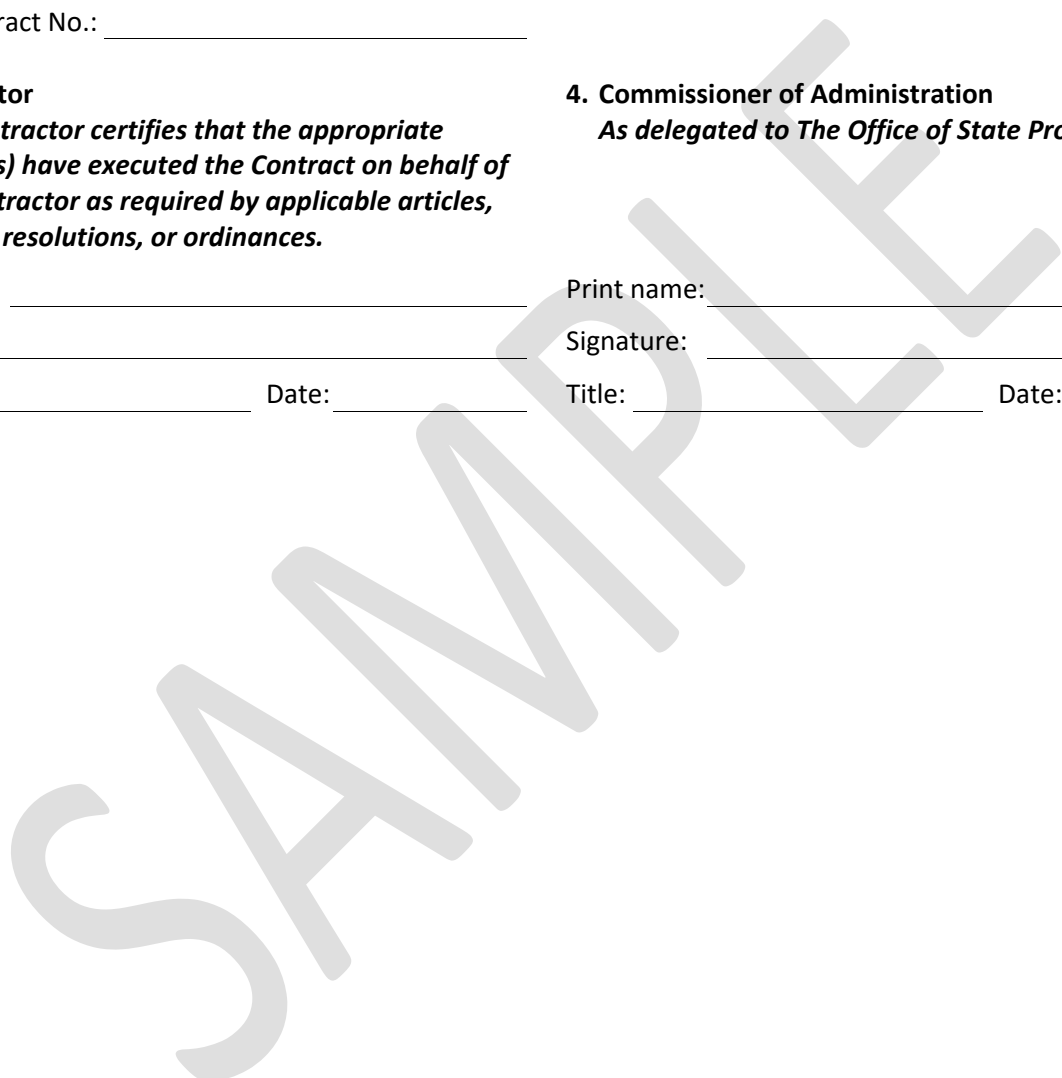 ract No.:
tor
tractor certifies that the appropriate
s) have executed the Contract on behalf of
tractor as required by applicable articles,
resolutions, or ordinances.
Date:
4. Commissioner of Administration
As delegated to The Office of State Pro
Print name:
Signature:
Title: Date:
SAMPLE